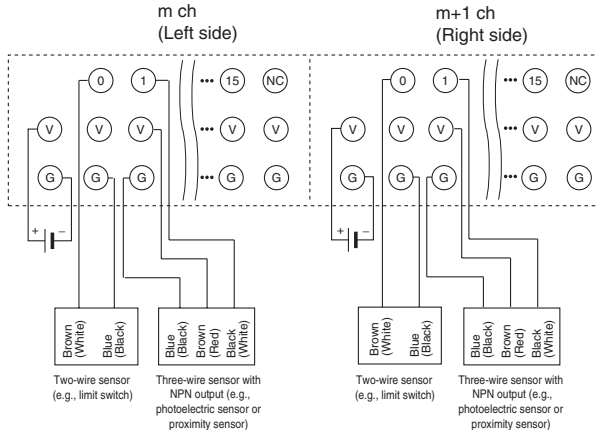 m ch
(Left side)
m+1 ch
(Right side)
0 1 ••• 15 NC
V V V ••• V V
G G G ••• G G
+ −
0 1 ••• 15 NC
V V V ••• V V
G G G ••• G G
+ −
Brown
(White)
Blue
(Black)
Blue
(Black)
Brown
(Red)
Black
(White)
Brown
(White)
Blue
(Black)
Blue
(Black)
Brown
(Red)
Black
(White)
Two-wire sensor
(e.g., limit switch)
Three-wire sensor with
NPN output (e.g.,
photoelectric sensor or
proximity sensor)
Two-wire sensor
(e.g., limit switch)
Three-wire sensor with
NPN output (e.g.,
photoelectric sensor or
proximity sensor)